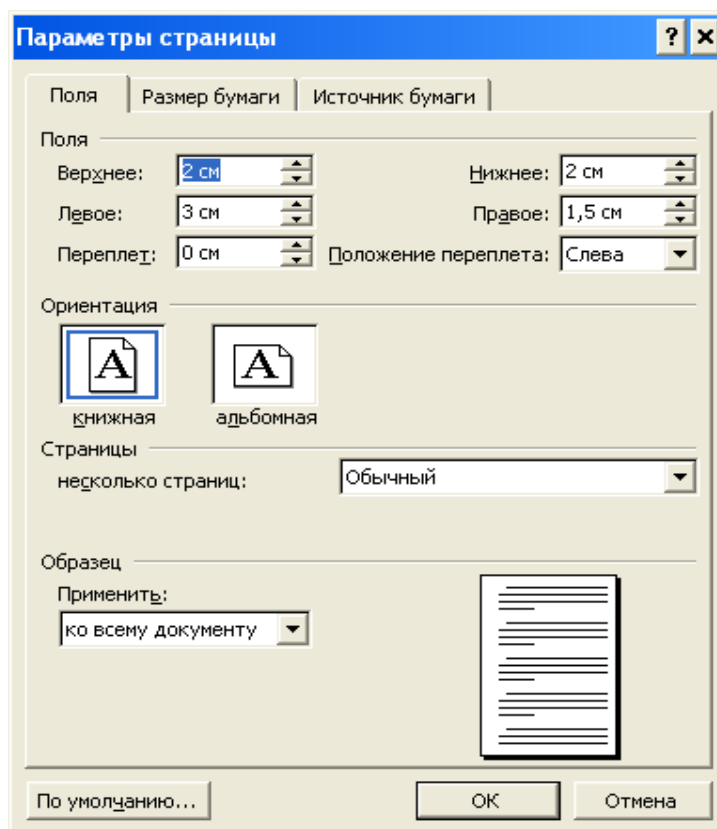 Параметры страницы
Поля Размер бумаги Источник бумаги
Поля
Верхнее: 2 см Нижнее: 2 см
Левое: 3 см Правое: 1,5 см
Переплет: 0 см Положение переплета: Слева
Ориентация
A A
книжная альбомная
Страницы
несколько страниц: Обычный
Образец
Применить:
ко всему документу
По умолчанию... ОК Отмена